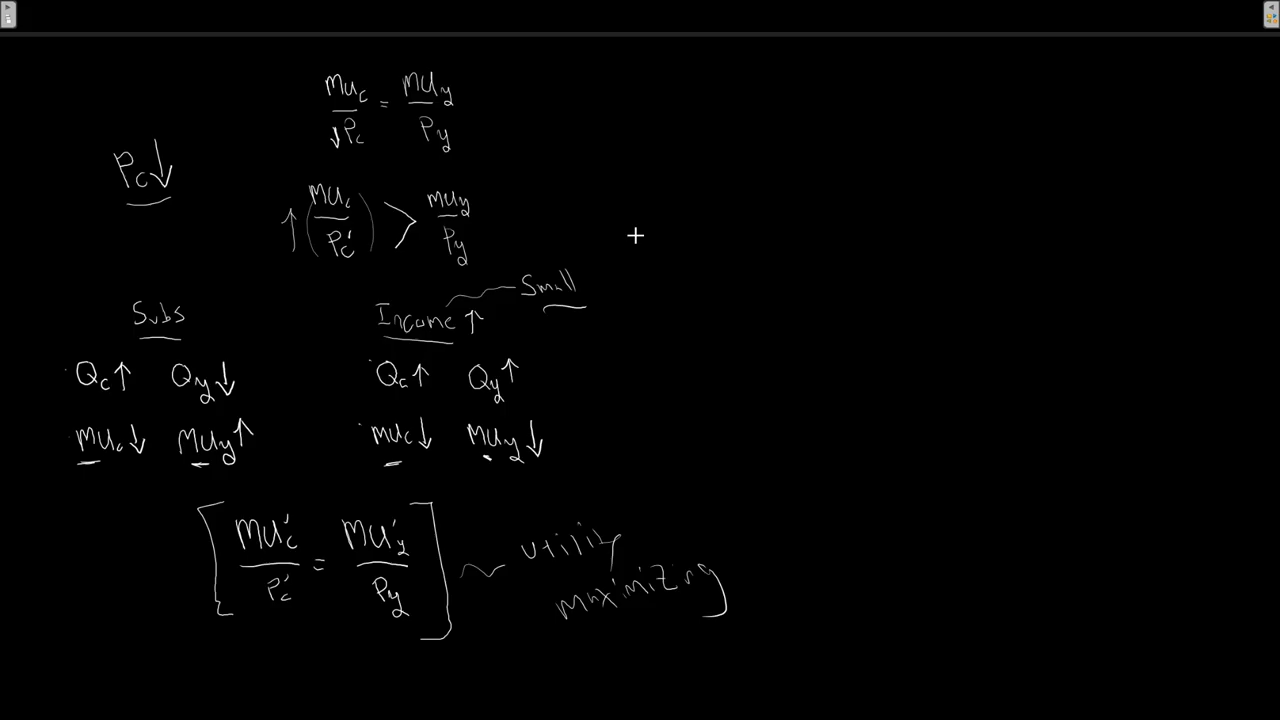 MUc/↓Pc = MUy/Py
Pc↓
↑(MUc/Pc') > MUy/Py
Small
Subs Income↑
Qc↑ Qy↓ Qc↑ Qy↑
MUc↓ MUy↑ MUc↓ MUy↓
[MUc'/Pc' = MUy'/Py] ~ utility
maximizing